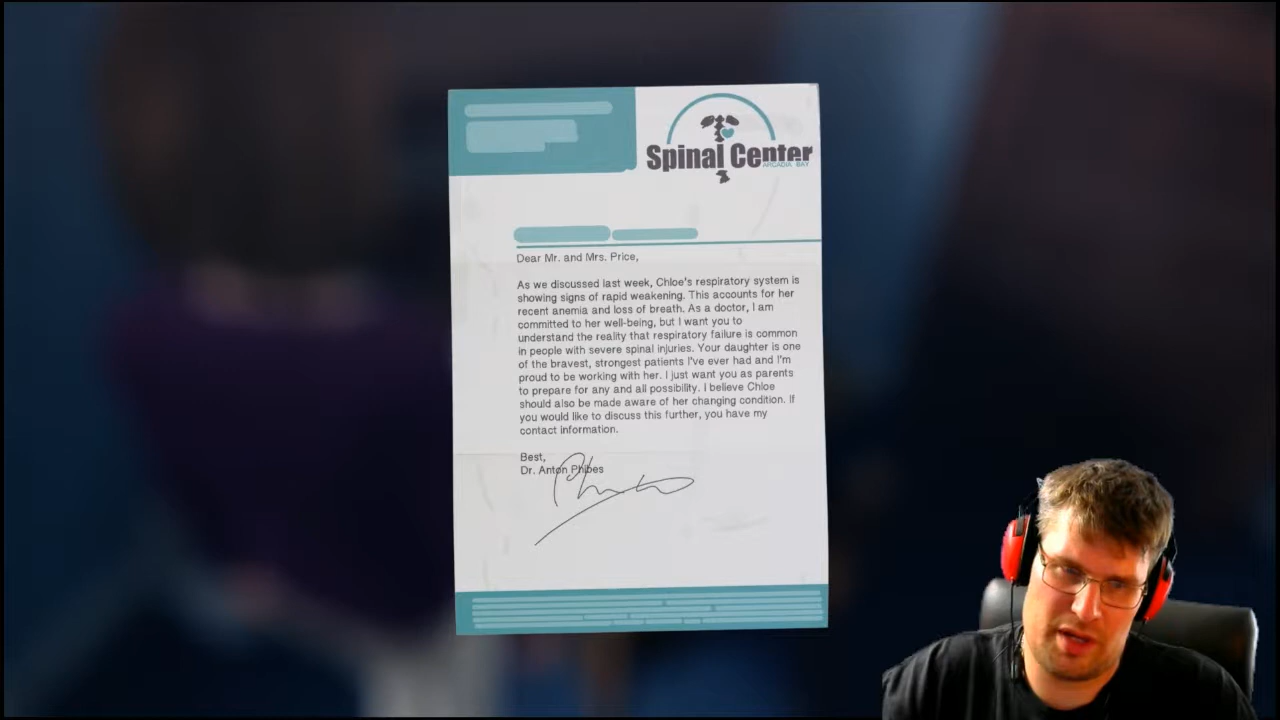 Spinal Center
ARCADIA BAY
Dear Mr. and Mrs. Price,
As we discussed last week, Chloe's respiratory system is
showing signs of rapid weakening. This accounts for her
recent anemia and loss of breath. As a doctor, I am
committed to her well-being, but I want you to
understand the reality that respiratory failure is common
in people with severe spinal injuries. Your daughter is one
of the bravest, strongest patients I've ever had and I'm
proud to be working with her. I just want you as parents
to prepare for any and all possibility. I believe Chloe
should also be made aware of her changing condition. If
you would like to discuss this further, you have my
contact information.
Best,
Dr. Anton Phibes